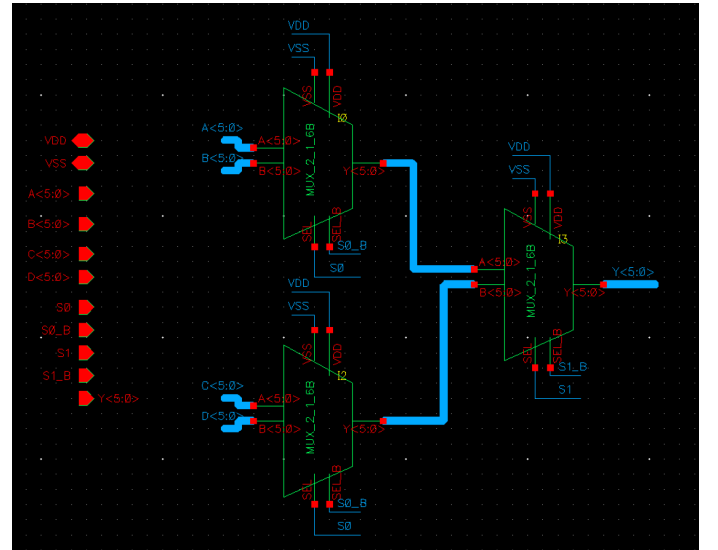 VDD
VSS
A<5:0>
B<5:0>
C<5:0>
D<5:0>
S0
S0_B
S1
S1_B
Y<5:0>
VDD
VSS
VSS
VDD
I0
A<5:0>
B<5:0>
A<5:0>
B<5:0>
MUX_2_1_6B
Y<5:0>
SEL
SEL_B
S0_B
S0
VDD
VSS
VSS
VDD
I2
C<5:0>
D<5:0>
A<5:0>
B<5:0>
MUX_2_1_6B
Y<5:0>
SEL
SEL_B
S0_B
S0
VDD
VSS
VSS
VDD
I3
A<5:0>
B<5:0>
MUX_2_1_6B
Y<5:0>
Y<5:0>
SEL
SEL_B
S1_B
S1